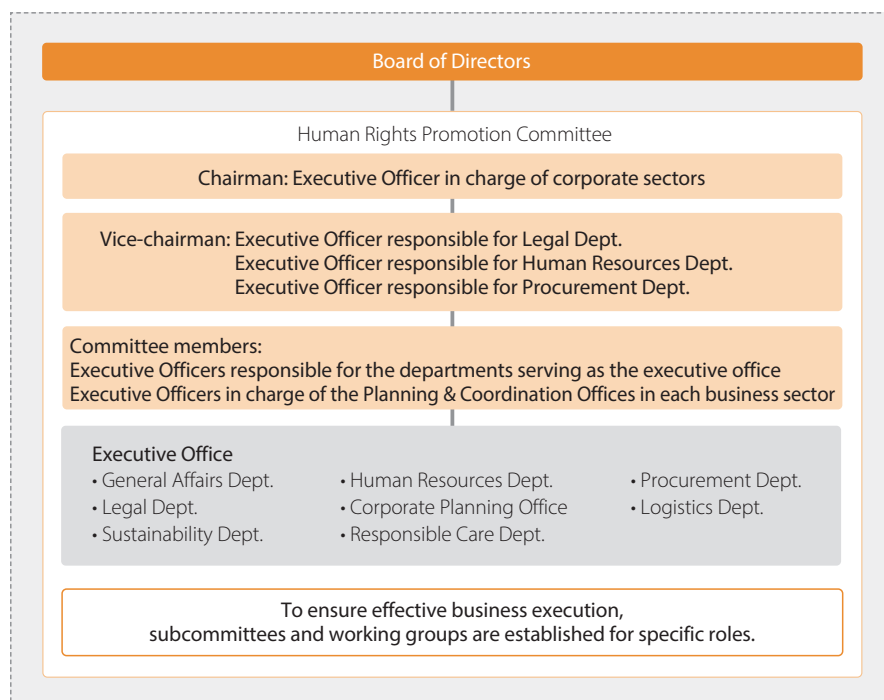 Board of Directors
Human Rights Promotion Committee
Chairman: Executive Officer in charge of corporate sectors
Vice-chairman: Executive Officer responsible for Legal Dept.
Executive Officer responsible for Human Resources Dept.
Executive Officer responsible for Procurement Dept.
Committee members:
Executive Officers responsible for the departments serving as the executive office
Executive Officers in charge of the Planning & Coordination Offices in each business sector
Executive Office
• General Affairs Dept.
• Legal Dept.
• Sustainability Dept.
• Human Resources Dept.
• Corporate Planning Office
• Responsible Care Dept.
• Procurement Dept.
• Logistics Dept.
To ensure effective business execution,
subcommittees and working groups are established for specific roles.